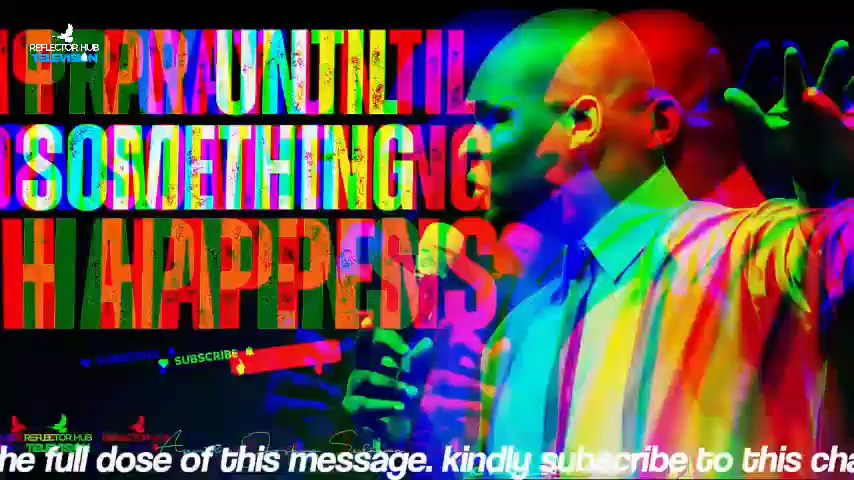 REFLECTOR HUB
TELEVISION
PRAY UNTIL
SOMETHING
HAPPENS
SUBSCRIBE
SUBSCRIBE
REFLECTOR HUB
he full dose of this message. kindly subscribe to this cha